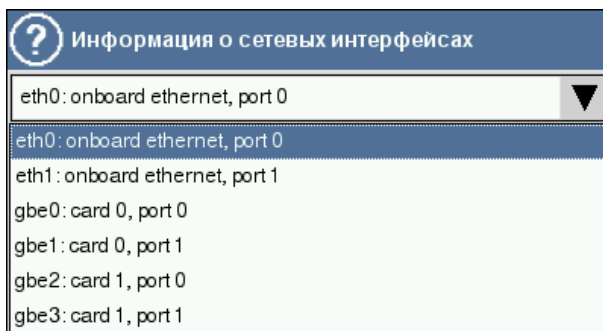 ? Информация о сетевых интерфейсах
eth0: onboard ethernet, port 0
eth0: onboard ethernet, port 0
eth1: onboard ethernet, port 1
gbe0: card 0, port 0
gbe1: card 0, port 1
gbe2: card 1, port 0
gbe3: card 1, port 1